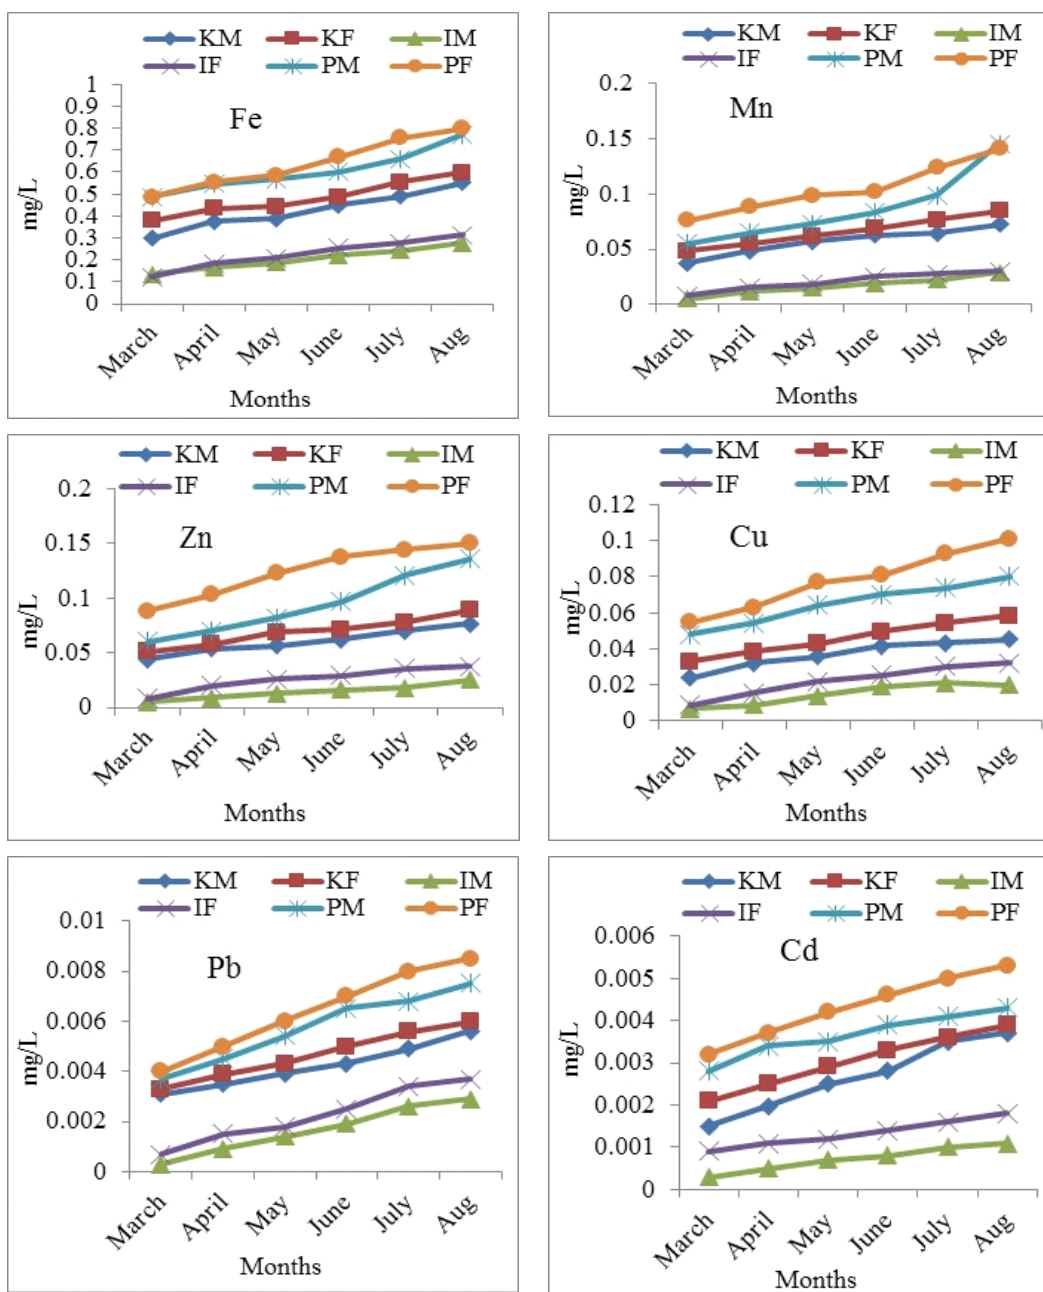 KM KF IM
IF PM PF
Fe
mg/L
1
0.9
0.8
0.7
0.6
0.5
0.4
0.3
0.2
0.1
0
March April May June July Aug
Months
KM KF IM
IF PM PF
Mn
mg/L
0.2
0.15
0.1
0.05
0
March April May June July Aug
Months
KM KF IM
IF PM PF
Zn
mg/L
0.2
0.15
0.1
0.05
0
March April May June July Aug
Months
KM KF IM
IF PM PF
Cu
mg/L
0.12
0.1
0.08
0.06
0.04
0.02
0
March April May June July Aug
Months
KM KF IM
IF PM PF
Pb
mg/L
0.01
0.008
0.006
0.004
0.002
0
March April May June July Aug
Months
KM KF IM
IF PM PF
Cd
mg/L
0.006
0.005
0.004
0.003
0.002
0.001
0
March April May June July Aug
Months